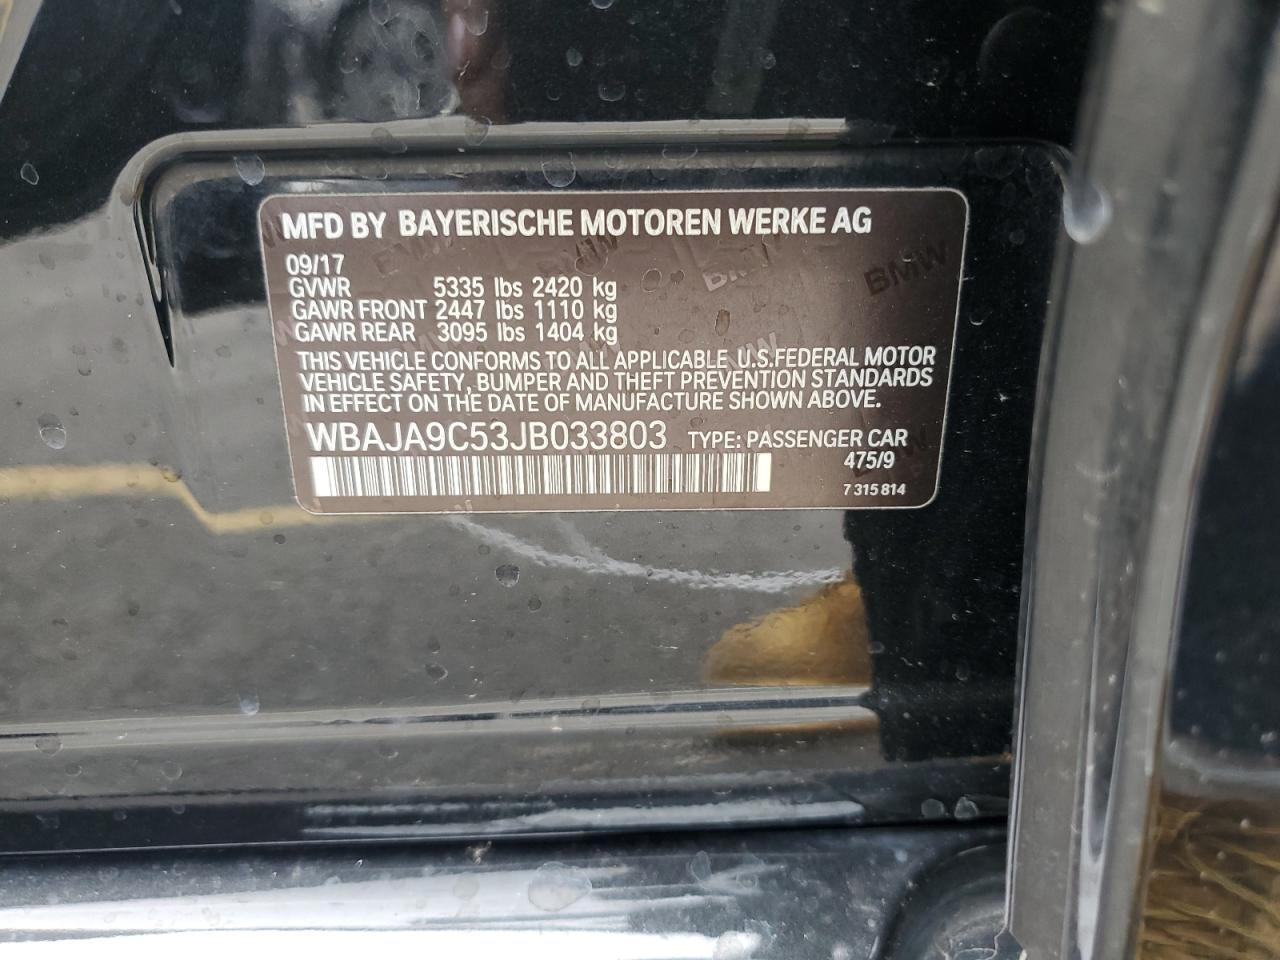 MFD BY BAYERISCHE MOTOREN WERKE AG
09/17
GVWR 5335 lbs 2420 kg
GAWR FRONT 2447 lbs 1110 kg
GAWR REAR 3095 lbs 1404 kg
THIS VEHICLE CONFORMS TO ALL APPLICABLE U.S.FEDERAL MOTOR
VEHICLE SAFETY, BUMPER AND THEFT PREVENTION STANDARDS
IN EFFECT ON THE DATE OF MANUFACTURE SHOWN ABOVE.
WBAJA9C53JB033803 TYPE: PASSENGER CAR
475/9
7 315 814